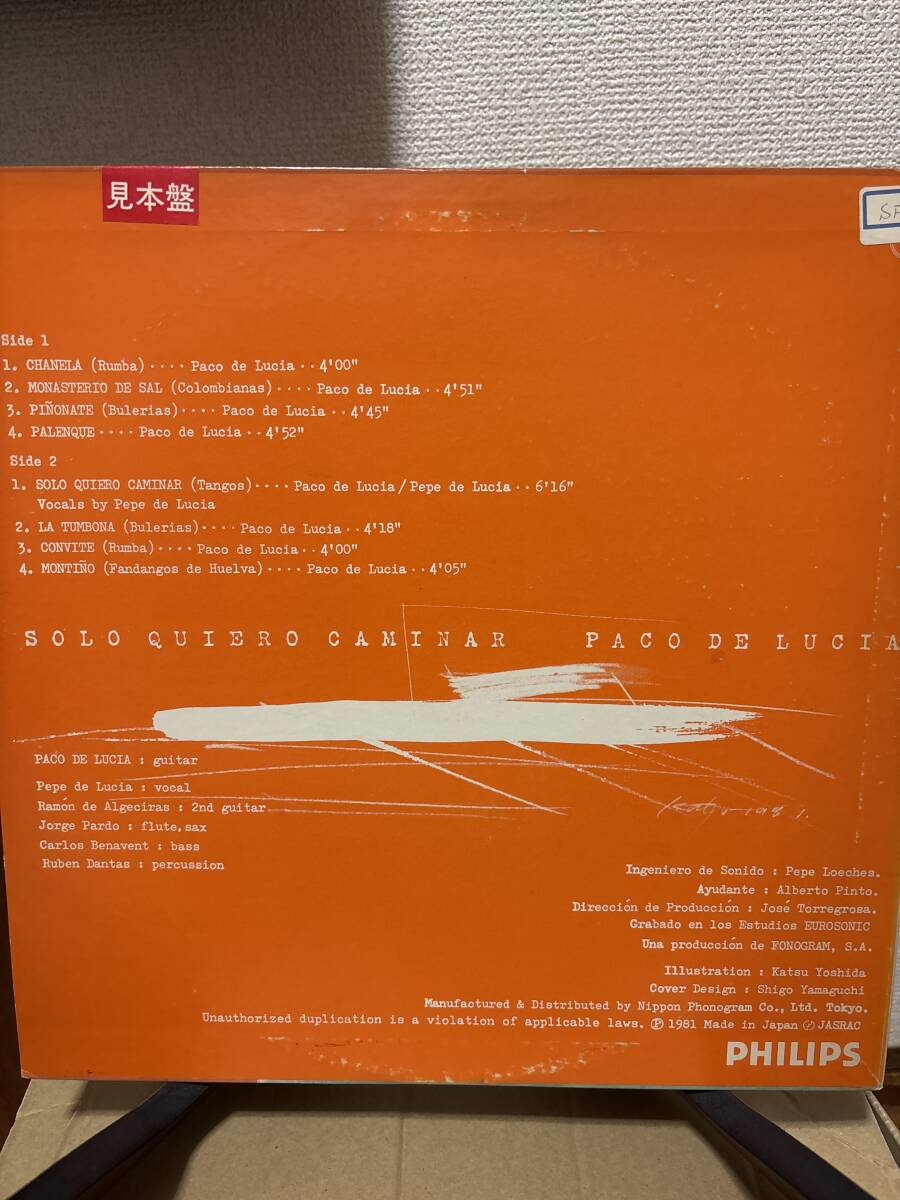 見本盤
SF
Side 1
1. CHANELA (Rumba)····Paco de Lucia··4'00"
2. MONASTERIO DE SAL (Colombianas)····Paco de Lucia··4'51"
3. PIÑONATE (Bulerias)····Paco de Lucia··4'45"
4. PALENQUE····Paco de Lucia··4'52"
Side 2
1. SOLO QUIERO CAMINAR (Tangos)····Paco de Lucia/Pepe de Lucia··6'16"
Vocals by Pepe de Lucia
2. LA TUMBONA (Bulerias)····Paco de Lucia··4'18"
3. CONVITE (Rumba)····Paco de Lucia··4'00"
4. MONTIÑO (Fandangos de Huelva)····Paco de Lucia··4'05"
SOLO QUIERO CAMINAR PACO DE LUCIA
PACO DE LUCIA : guitar
Pepe de Lucia : vocal
Ramón de Algeciras : 2nd guitar
Jorge Pardo : flute, sax
Carlos Benavent : bass
Ruben Dantas : percussion
Ingeniero de Sonido : Pepe Loeches.
Ayudante : Alberto Pinto.
Dirección de Producción : José Torregrosa.
Grabado en los Estudios EUROSONIC
Una producción de FONOGRAM, S.A.
Illustration : Katsu Yoshida
Cover Design : Shigo Yamaguchi
Manufactured & Distributed by Nippon Phonogram Co., Ltd. Tokyo.
Unauthorized duplication is a violation of applicable laws. Ⓟ 1981 Made in Japan Ⓙ JASRAC
PHILIPS